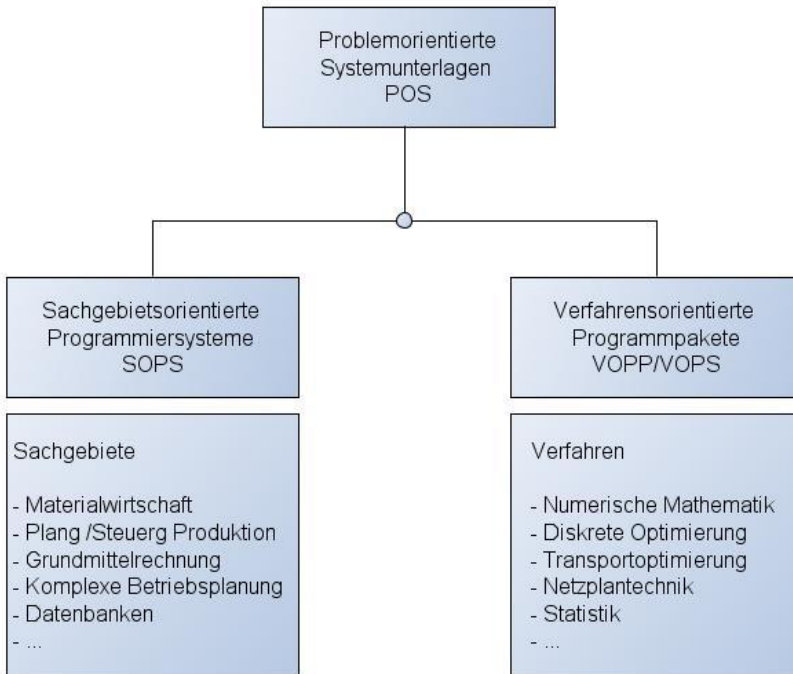 Problemorientierte
Systemunterlagen
POS
Sachgebietsorientierte
Programmiersysteme
SOPS
Sachgebiete
- Materialwirtschaft
- Plang /Steuerg Produktion
- Grundmittelrechnung
- Komplexe Betriebsplanung
- Datenbanken
- ...
Verfahrensorientierte
Programmpakete
VOPP/VOPS
Verfahren
- Numerische Mathematik
- Diskrete Optimierung
- Transportoptimierung
- Netzplantechnik
- Statistik
- ...